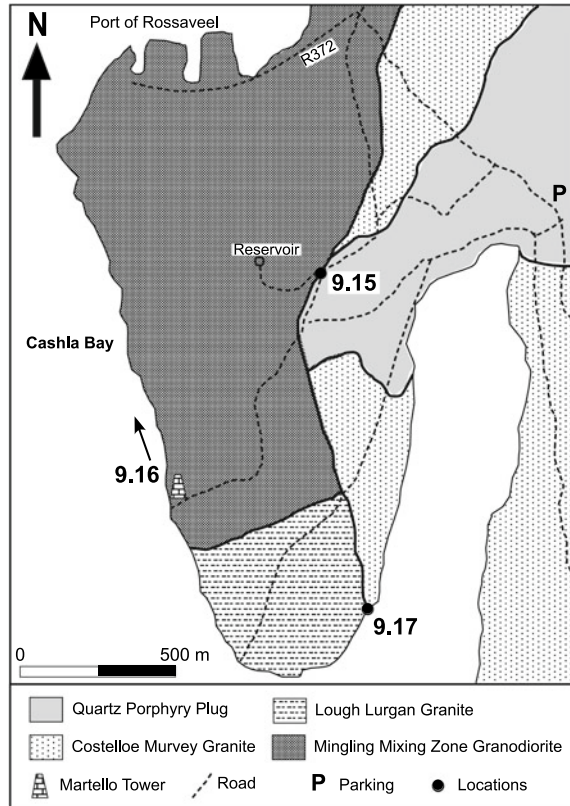 Port of Rossaveel
N
R372
P
Reservoir
9.15
Cashla Bay
9.16
9.17
0 500 m
Quartz Porphyry Plug Lough Lurgan Granite
Costelloe Murvey Granite Mingling Mixing Zone Granodiorite
Martello Tower Road P Parking Locations